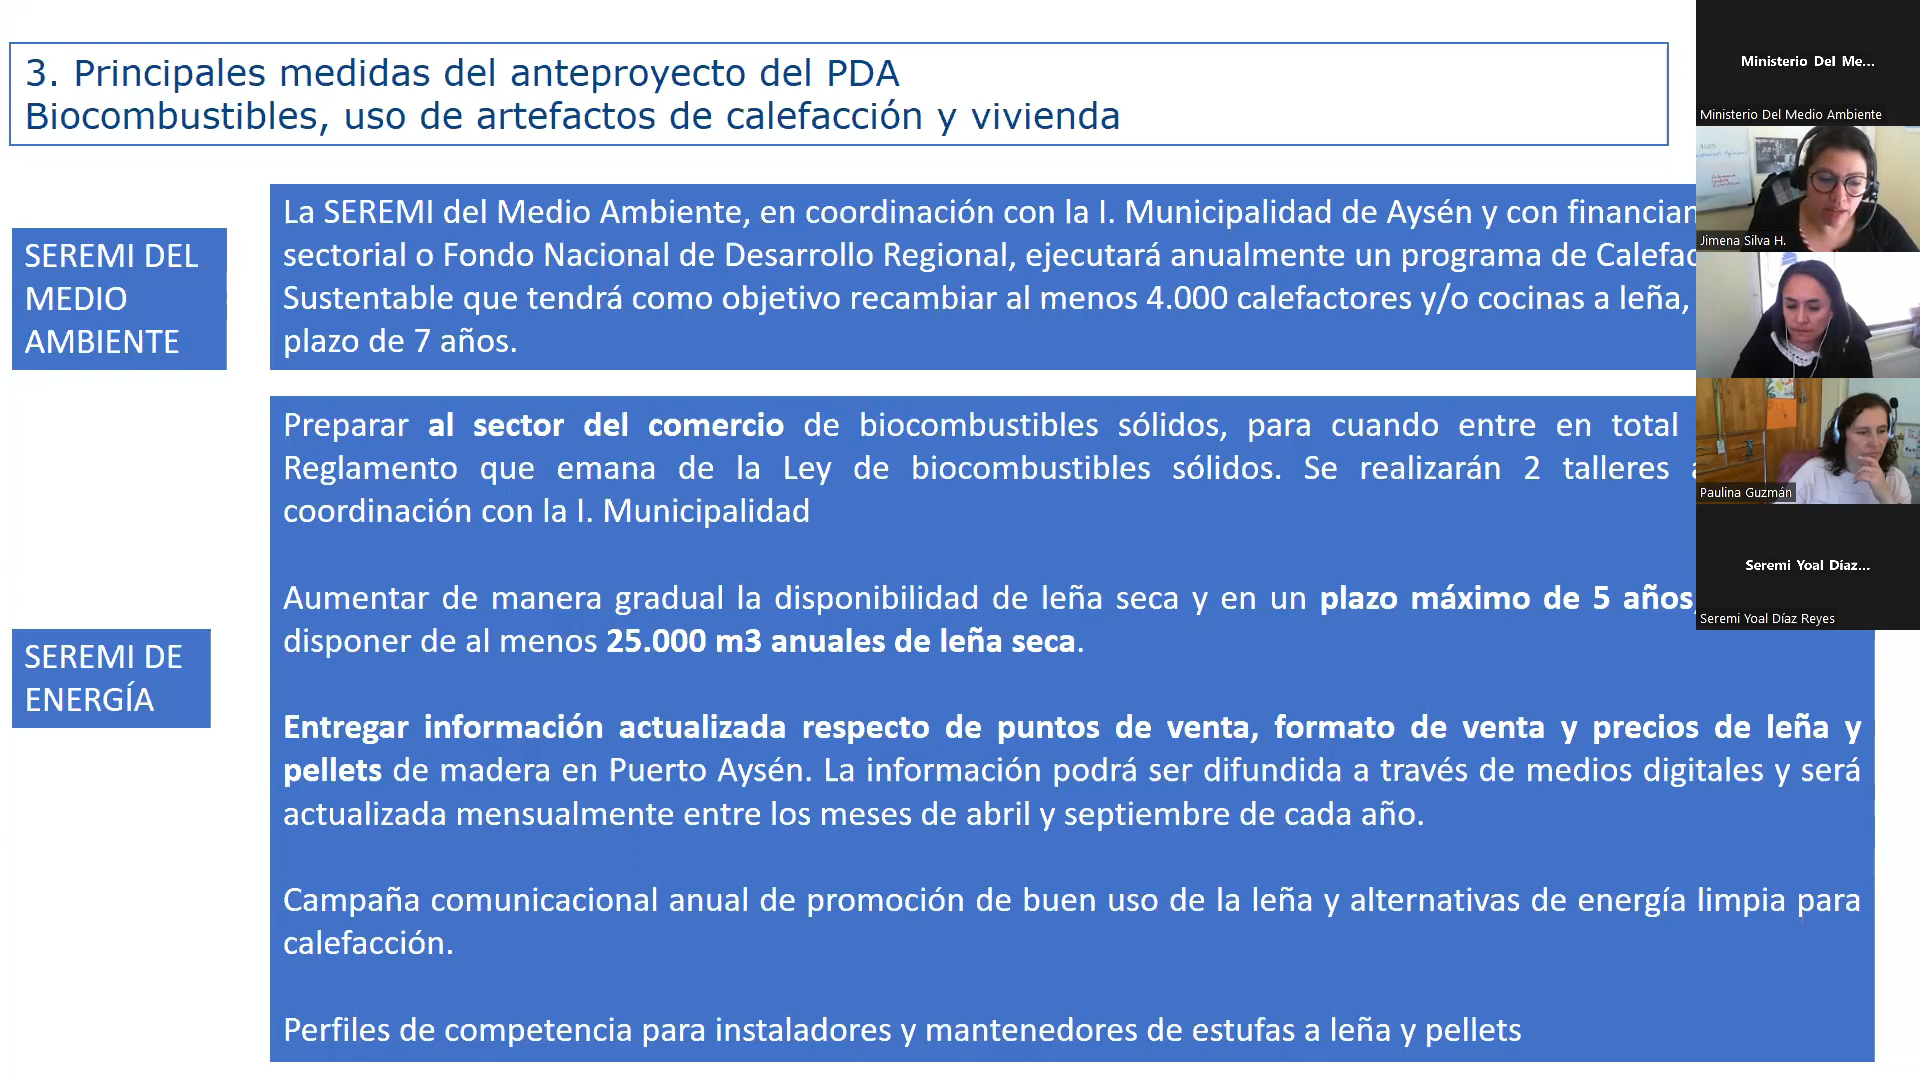 3. Principales medidas del anteproyecto del PDA
Biocombustibles, uso de artefactos de calefacción y vivienda
SEREMI DEL
MEDIO
AMBIENTE
La SEREMI del Medio Ambiente, en coordinación con la I. Municipalidad de Aysén y con
sectorial o Fondo Nacional de Desarrollo Regional, ejecutará anualmente un programa de
Sustentable que tendrá como objetivo recambiar al menos 4.000 calefactores y/o cocinas a leña,
plazo de 7 años.
SEREMI DE
ENERGÍA
Preparar al sector del comercio de biocombustibles sólidos, para cuando entre en total
Reglamento que emana de la Ley de biocombustibles sólidos. Se realizarán 2 talleres
coordinación con la I. Municipalidad
Aumentar de manera gradual la disponibilidad de leña seca y en un plazo máximo de 5 años,
disponer de al menos 25.000 m3 anuales de leña seca.
Entregar información actualizada respecto de puntos de venta, formato de venta y precios de leña y
pellets de madera en Puerto Aysén. La información podrá ser difundida a través de medios digitales y será
actualizada mensualmente entre los meses de abril y septiembre de cada año.
Campaña comunicacional anual de promoción de buen uso de la leña y alternativas de energía limpia para
calefacción.
Perfiles de competencia para instaladores y mantenedores de estufas a leña y pellets
Ministerio Del Me...
Ministerio Del Medio Ambiente
Jimena Silva H.
Paulina Guzmán
Seremi Yoal Díaz...
Seremi Yoal Díaz Reyes